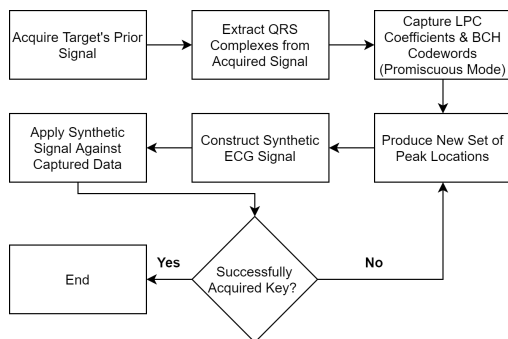 Acquire Target's Prior
Signal
Extract QRS
Complexes from
Acquired Signal
Capture LPC
Coefficients & BCH
Codewords
(Promiscuous Mode)
Apply Synthetic
Signal Against
Captured Data
Construct Synthetic
ECG Signal
Produce New Set of
Peak Locations
Yes
No
End
Successfully
Acquired Key?